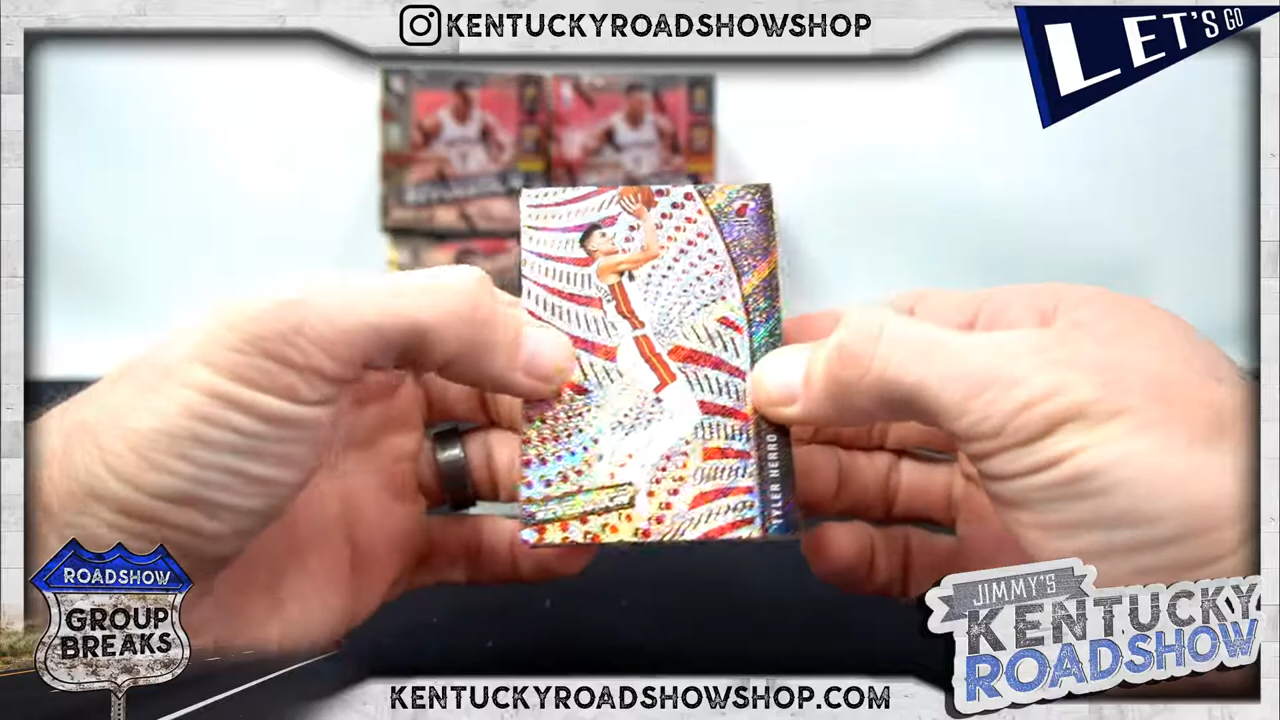 KENTUCKYROADSHOWSHOP
LET'S GO
TYLER HERRO
ROADSHOW
GROUP
BREAKS
JIMMY'S
KENTUCKY
ROADSHOW
KENTUCKYROADSHOWSHOP.COM